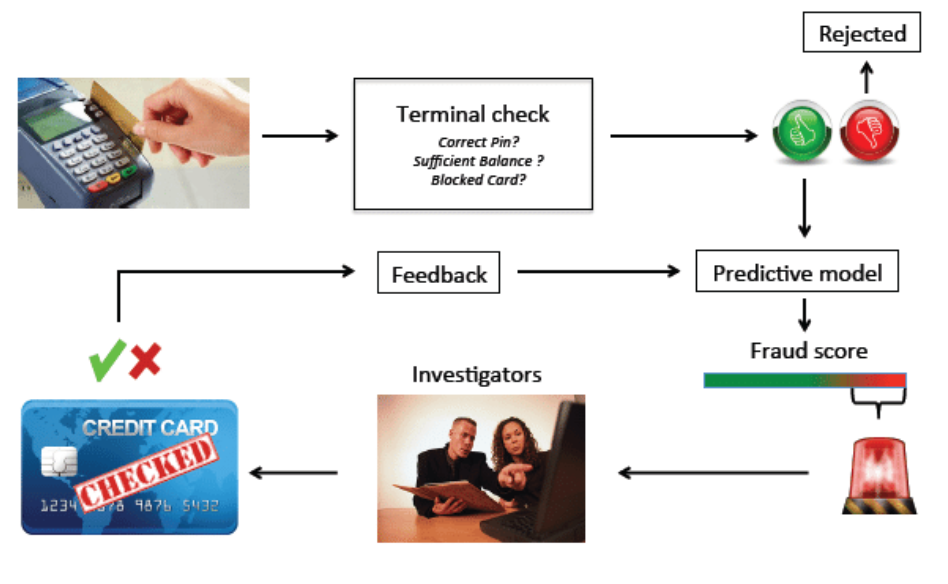 Rejected
Terminal check
Correct Pin?
Sufficient Balance ?
Blocked Card?
Feedback
Predictive model
Fraud score
Investigators
CREDIT CARD
CHECKED
1234 5678 9876 5432